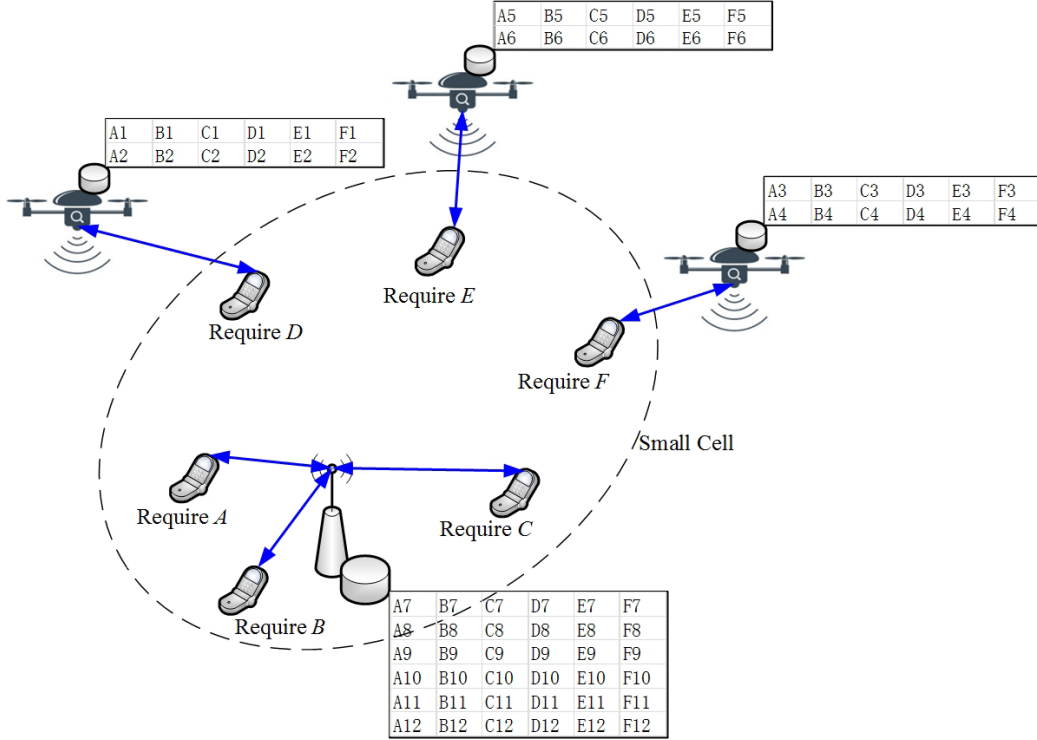 A5 B5 C5 D5 E5 F5
A6 B6 C6 D6 E6 F6
A1 B1 C1 D1 E1 F1
A2 B2 C2 D2 E2 F2
A3 B3 C3 D3 E3 F3
A4 B4 C4 D4 E4 F4
Require E
Require D
Require F
Small Cell
Require A
Require C
Require B
A7 B7 C7 D7 E7 F7
A8 B8 C8 D8 E8 F8
A9 B9 C9 D9 E9 F9
A10 B10 C10 D10 E10 F10
A11 B11 C11 D11 E11 F11
A12 B12 C12 D12 E12 F12